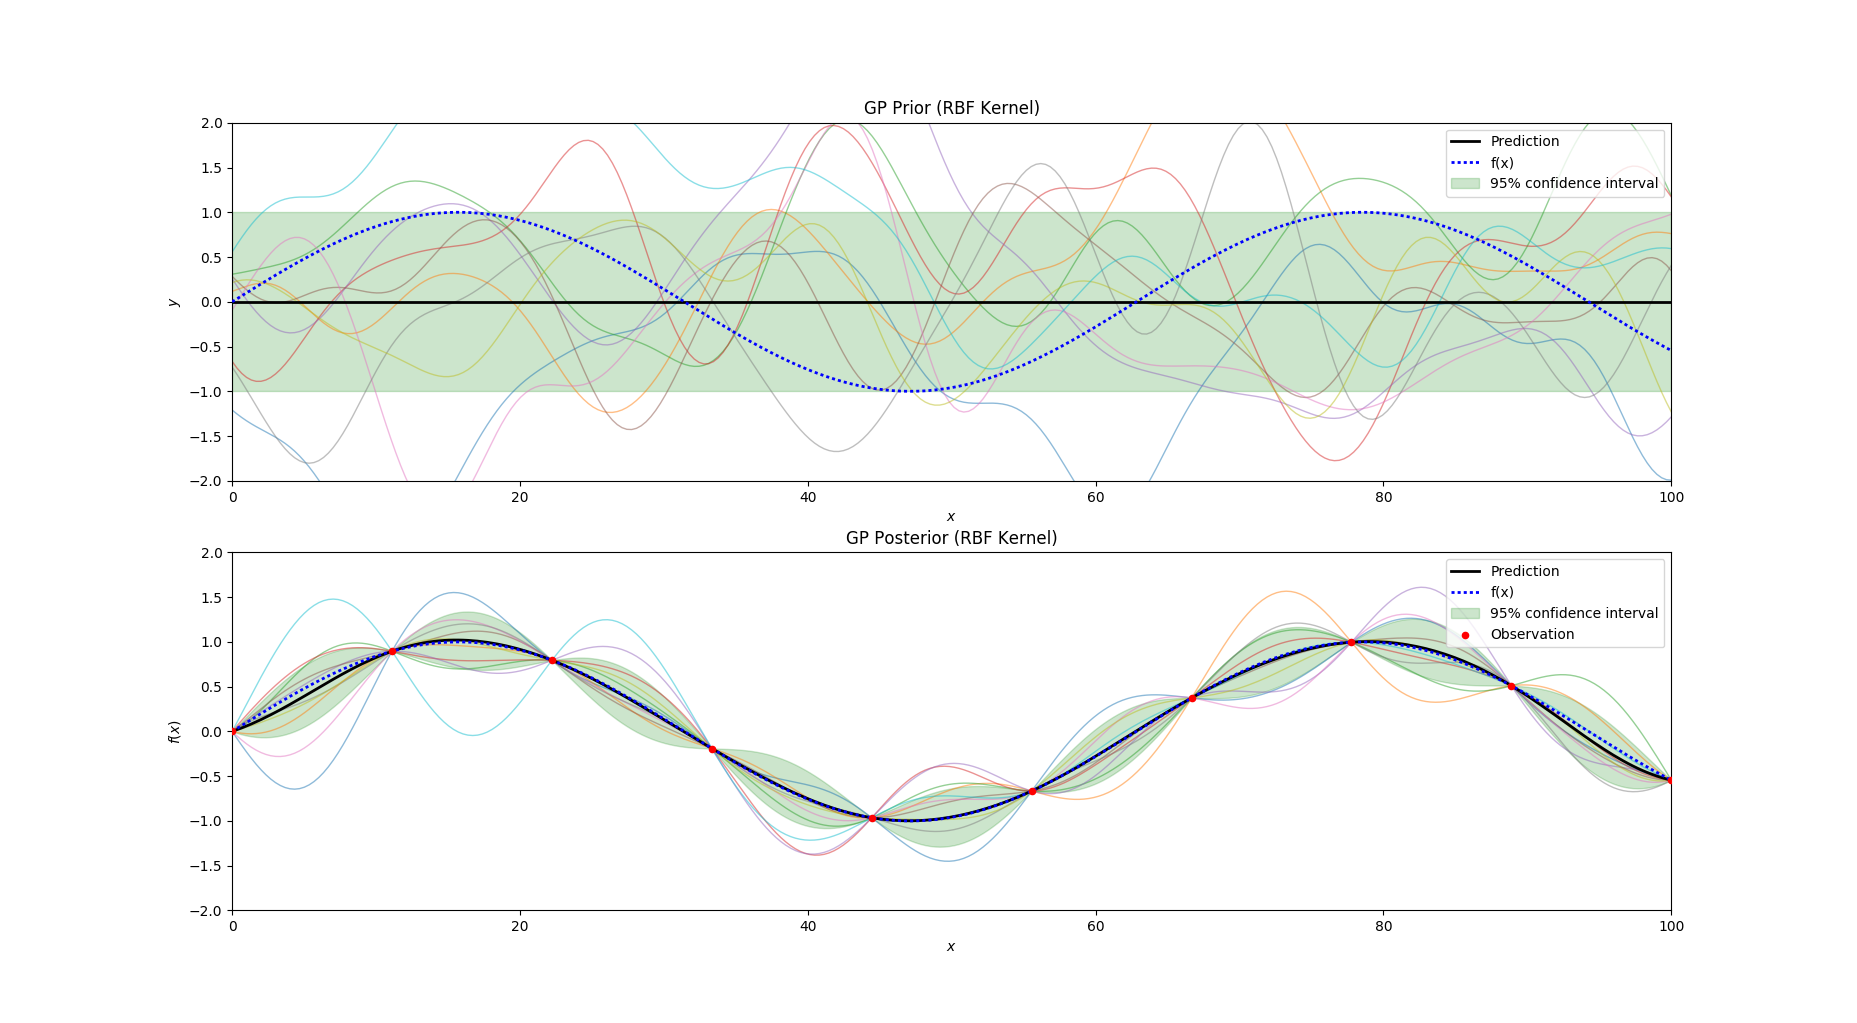 GP Prior (RBF Kernel)
2.0
1.5
1.0
0.5
0.0
−0.5
−1.0
−1.5
−2.0
y
Prediction
f(x)
95% confidence interval
0 20 40 60 80 100
x
GP Posterior (RBF Kernel)
2.0
1.5
1.0
0.5
0.0
−0.5
−1.0
−1.5
−2.0
f(x)
Prediction
f(x)
95% confidence interval
Observation
0 20 40 60 80 100
x